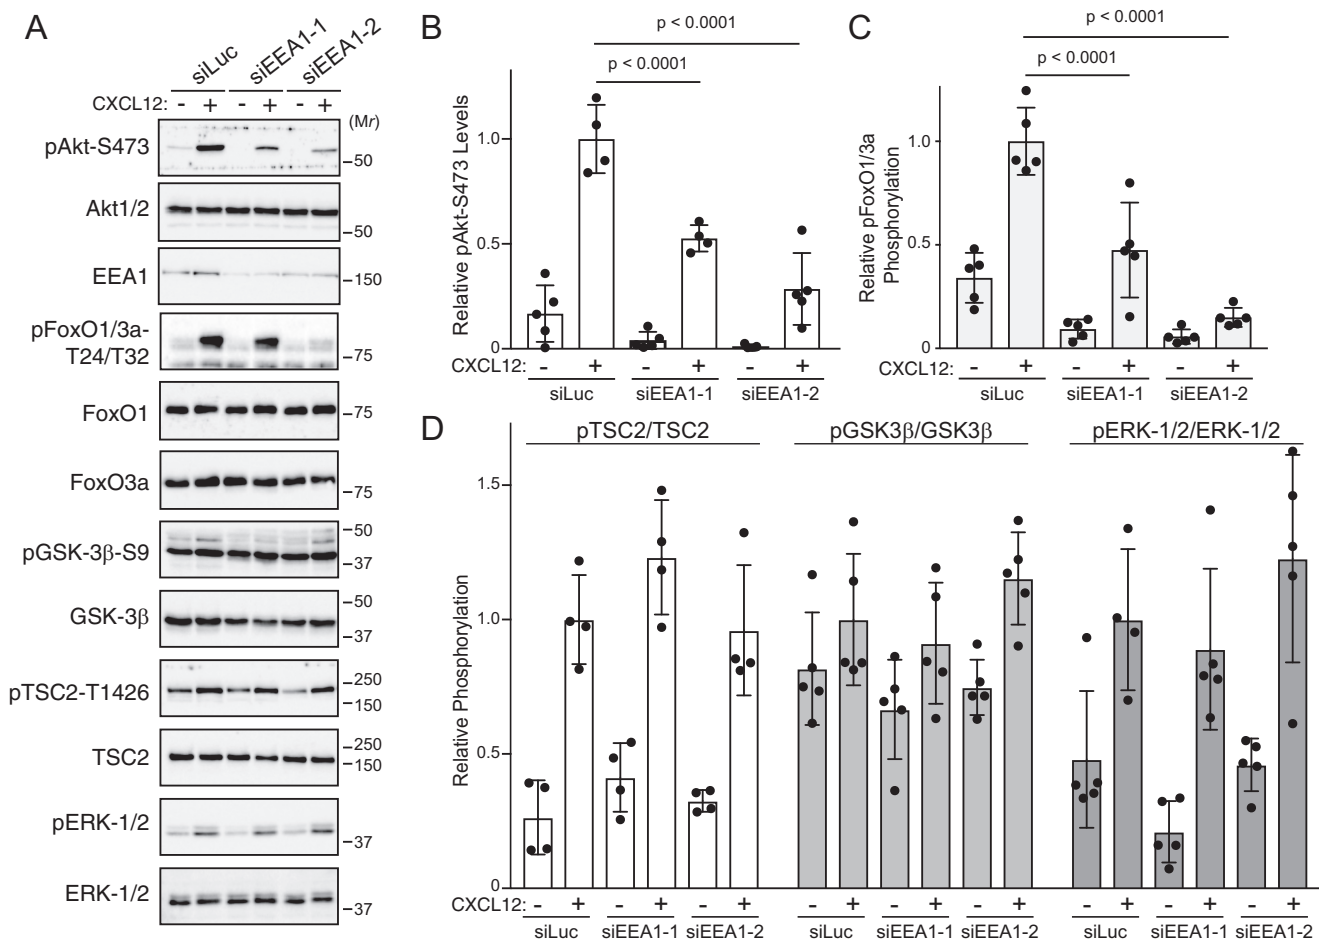 A
siLuc
siEEA1-1
siEEA1-2
CXCL12: - + - + - +
(Mr)
pAkt-S473
50
Akt1/2
50
EEA1
150
pFoxO1/3a-
T24/T32
75
FoxO1
75
FoxO3a
75
pGSK-3β-S9
50
37
GSK-3β
50
37
pTSC2-T1426
250
150
TSC2
250
150
pERK-1/2
37
ERK-1/2
37
B
p < 0.0001
p < 0.0001
Relative pAkt-S473 Levels
1.0
0.5
0
CXCL12: - + - + - +
siLuc siEEA1-1 siEEA1-2
C
p < 0.0001
p < 0.0001
Relative pFoxO1/3a
Phosphorylation
1.0
0.5
0
CXCL12: - + - + - +
siLuc siEEA1-1 siEEA1-2
D
pTSC2/TSC2 pGSK3β/GSK3β pERK-1/2/ERK-1/2
Relative Phosphorylation
1.5
1.0
0.5
0
CXCL12: - + - + - + - + - + - + - + - + - +
siLuc siEEA1-1 siEEA1-2 siLuc siEEA1-1 siEEA1-2 siLuc siEEA1-1 siEEA1-2